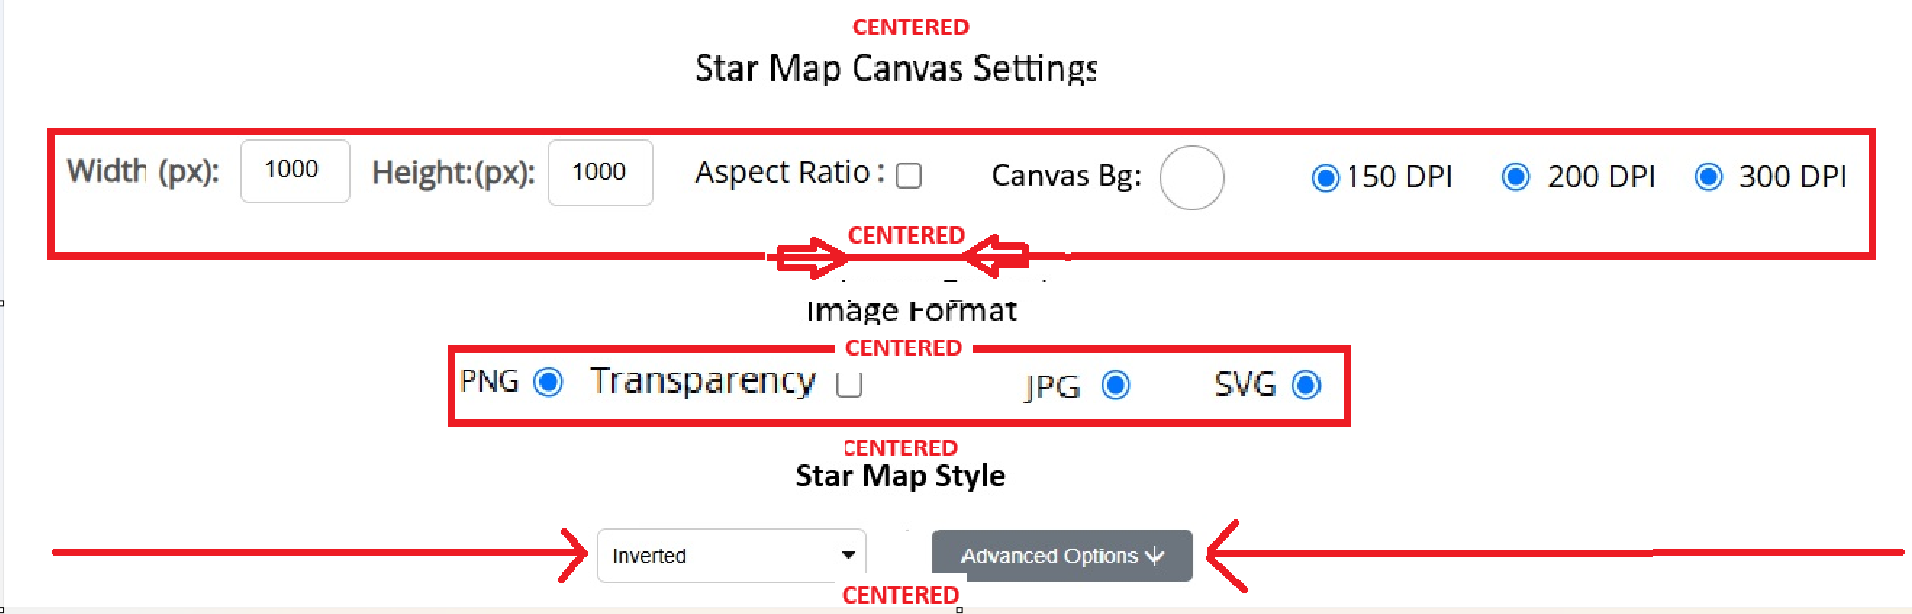 CENTERED
Star Map Canvas Settings
Width (px): 1000 Height:(px): 1000 Aspect Ratio : Canvas Bg: 150 DPI 200 DPI 300 DPI
CENTERED
Image Format
CENTERED
PNG Transparency JPG SVG
CENTERED
Star Map Style
Inverted Advanced Options
CENTERED